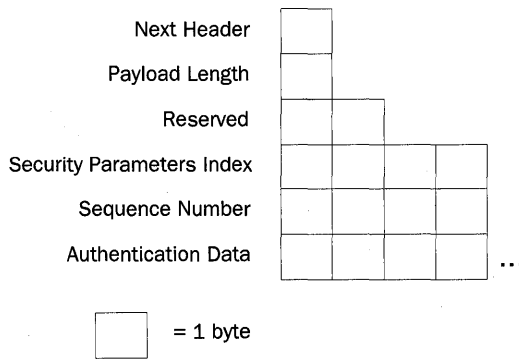 Next Header
Payload Length
Reserved
Security Parameters Index
Sequence Number
Authentication Data ..
= 1 byte